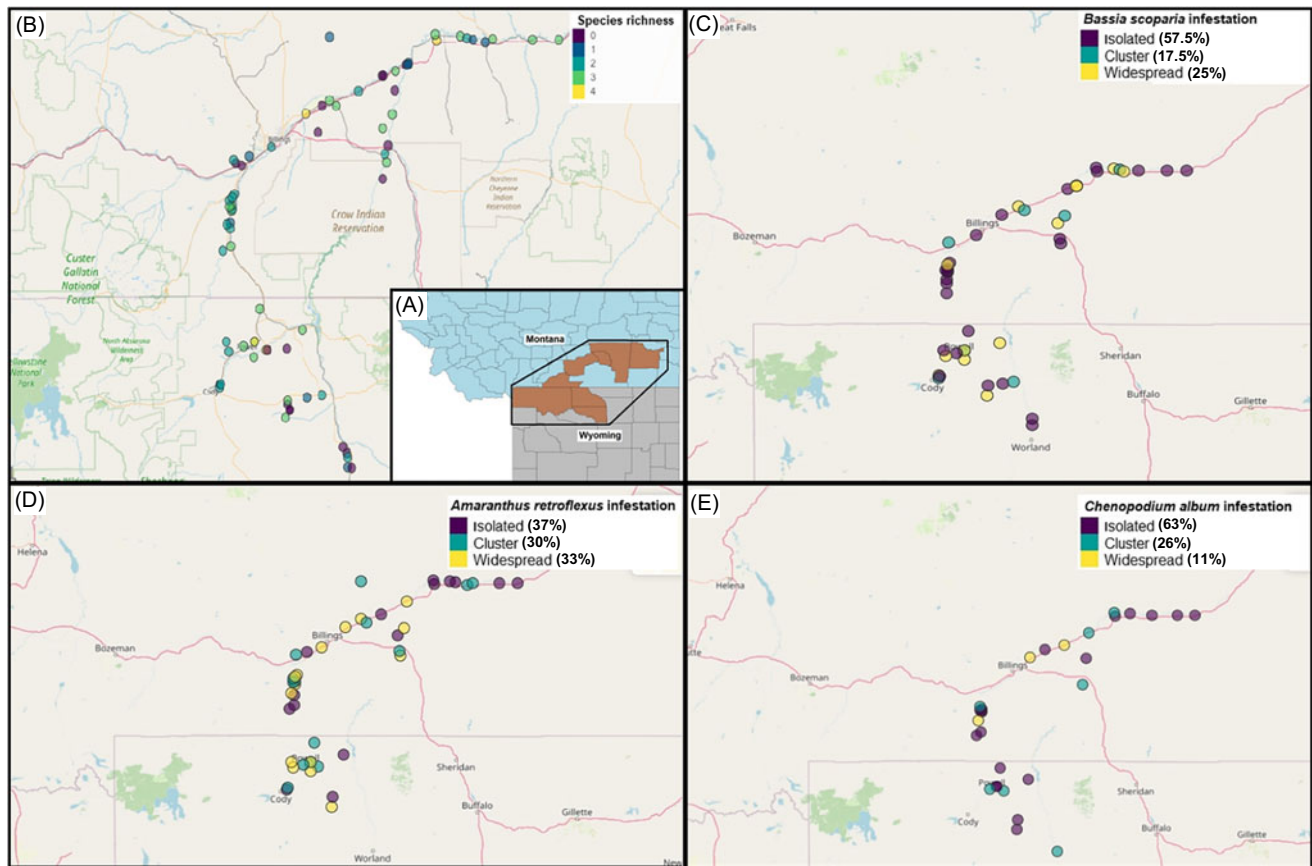 (B)
Species richness
0
1
2
3
4
Billings
Northern
Cheyenne
Indian
Reservation
Crow Indian
Reservation
Custer
Gallatin
National
Forest
North Absaroka
Wilderness
Area
National
Park
Cody
(A)
Montana
Wyoming
(C)
Bassia scoparia infestation
Isolated (57.5%)
Cluster (17.5%)
Widespread (25%)
eat Falls
Billings
Bozeman
Sheridan
Cody
Buffalo
Gillette
Worland
(D)
Amaranthus retroflexus infestation
Isolated (37%)
Cluster (30%)
Widespread (33%)
Helena
Billings
Bozeman
Sheridan
Cody
Buffalo
Gillette
Worland
(E)
Chenopodium album infestation
Isolated (63%)
Cluster (26%)
Widespread (11%)
Helena
Billings
Bozeman
Sheridan
Cody
Buffalo
Gillette